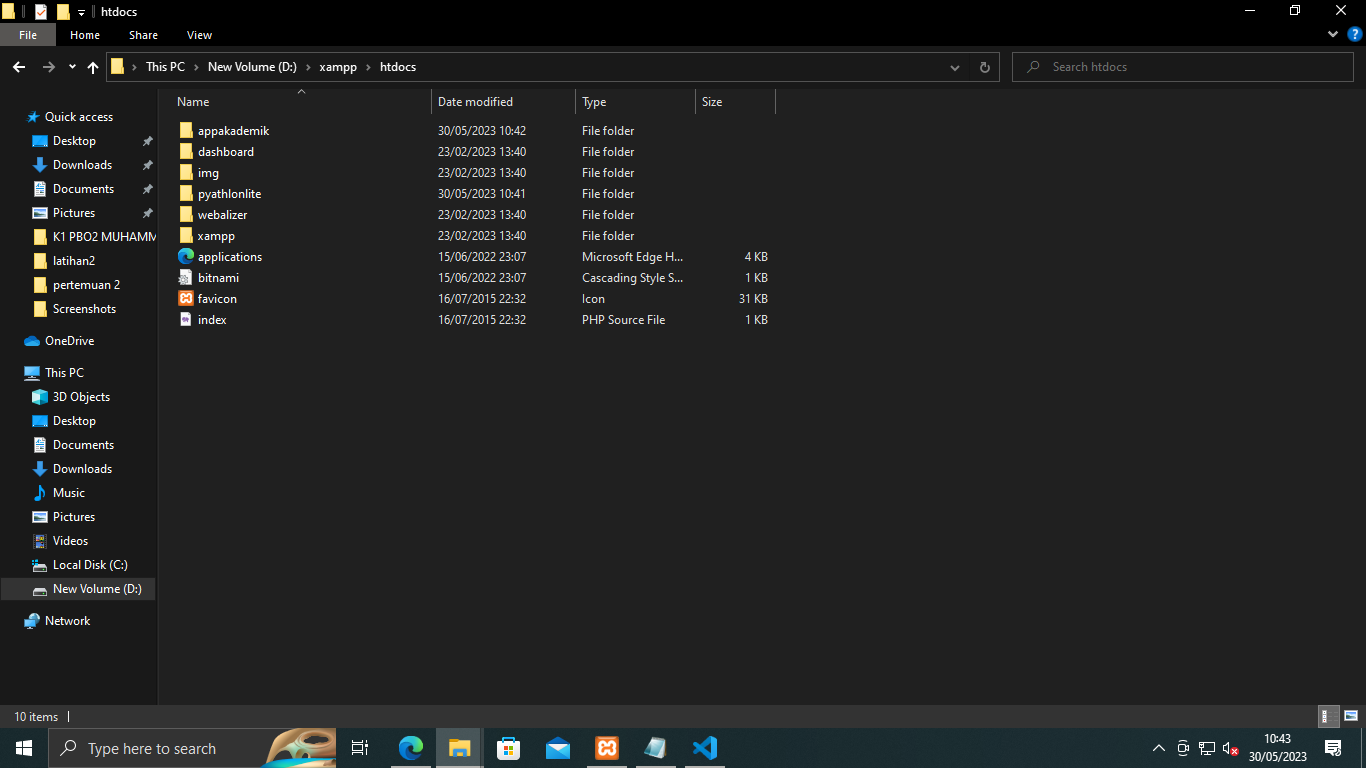 htdocs
File Home Share View
This PC New Volume (D:) xampp htdocs Search htdocs
Name Date modified Type Size
Quick access
Desktop
Downloads
Documents
Pictures
K1 PBO2 MUHAMM
latihan2
pertemuan 2
Screenshots
OneDrive
This PC
3D Objects
Desktop
Documents
Downloads
Music
Pictures
Videos
Local Disk (C:)
New Volume (D:)
Network
appakademik 30/05/2023 10:42 File folder
dashboard 23/02/2023 13:40 File folder
img 23/02/2023 13:40 File folder
pyathlonlite 30/05/2023 10:41 File folder
webalizer 23/02/2023 13:40 File folder
xampp 23/02/2023 13:40 File folder
applications 15/06/2022 23:07 Microsoft Edge H... 4 KB
bitnami 15/06/2022 23:07 Cascading Style S... 1 KB
favicon 16/07/2015 22:32 Icon 31 KB
index 16/07/2015 22:32 PHP Source File 1 KB
10 items
Type here to search
10:43
30/05/2023